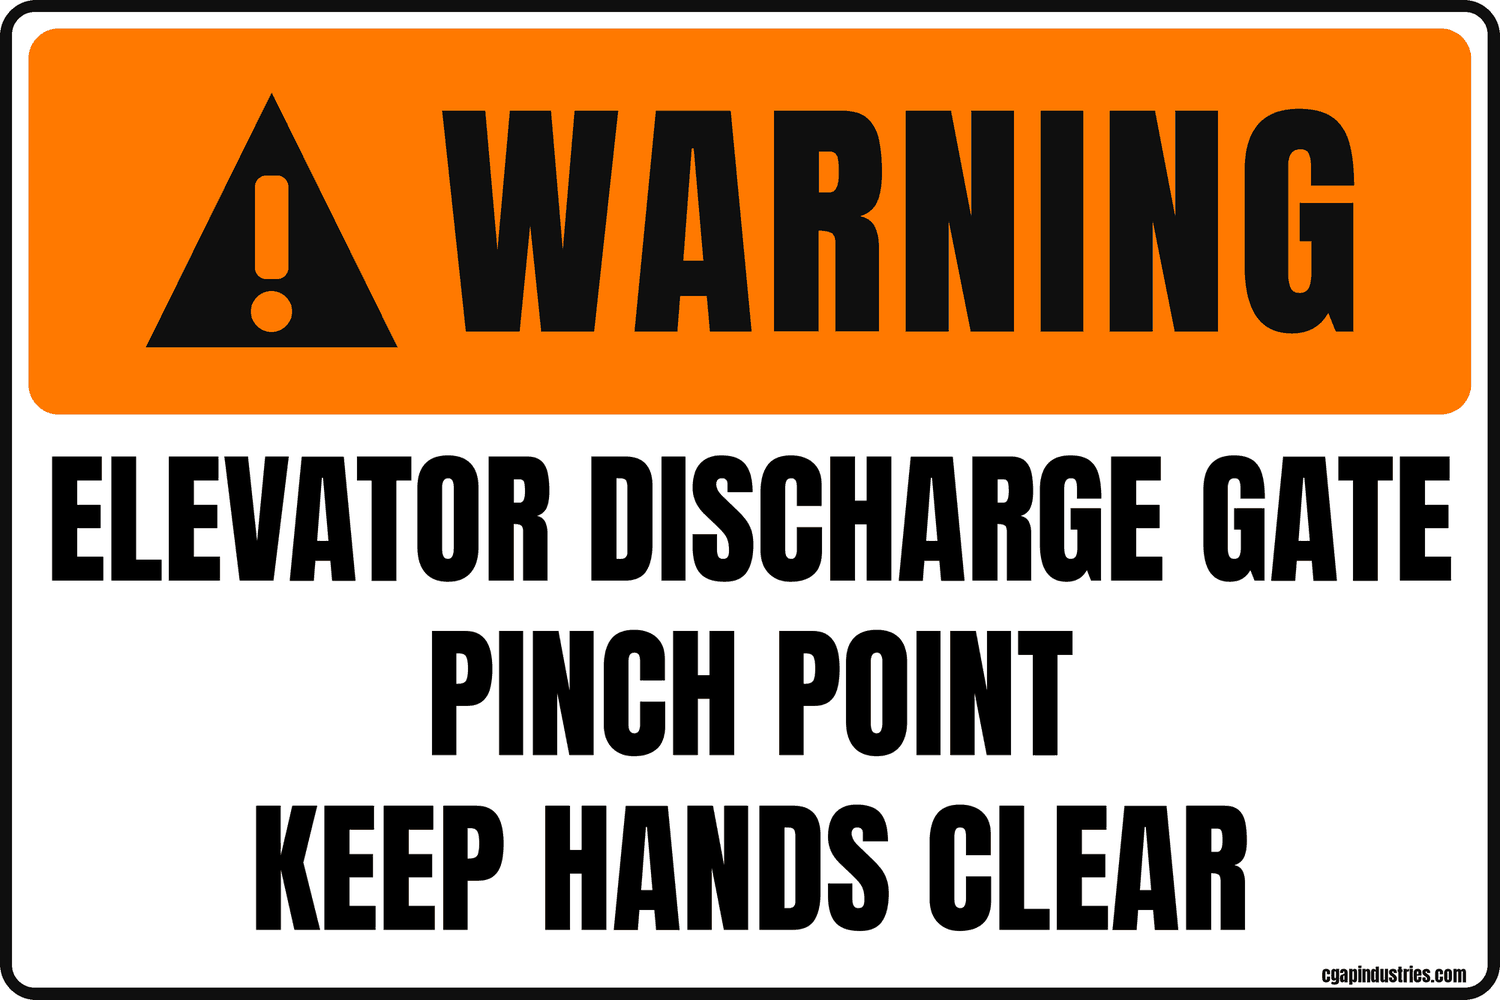 WARNING
ELEVATOR DISCHARGE GATE
PINCH POINT
KEEP HANDS CLEAR
cgapindustries.com